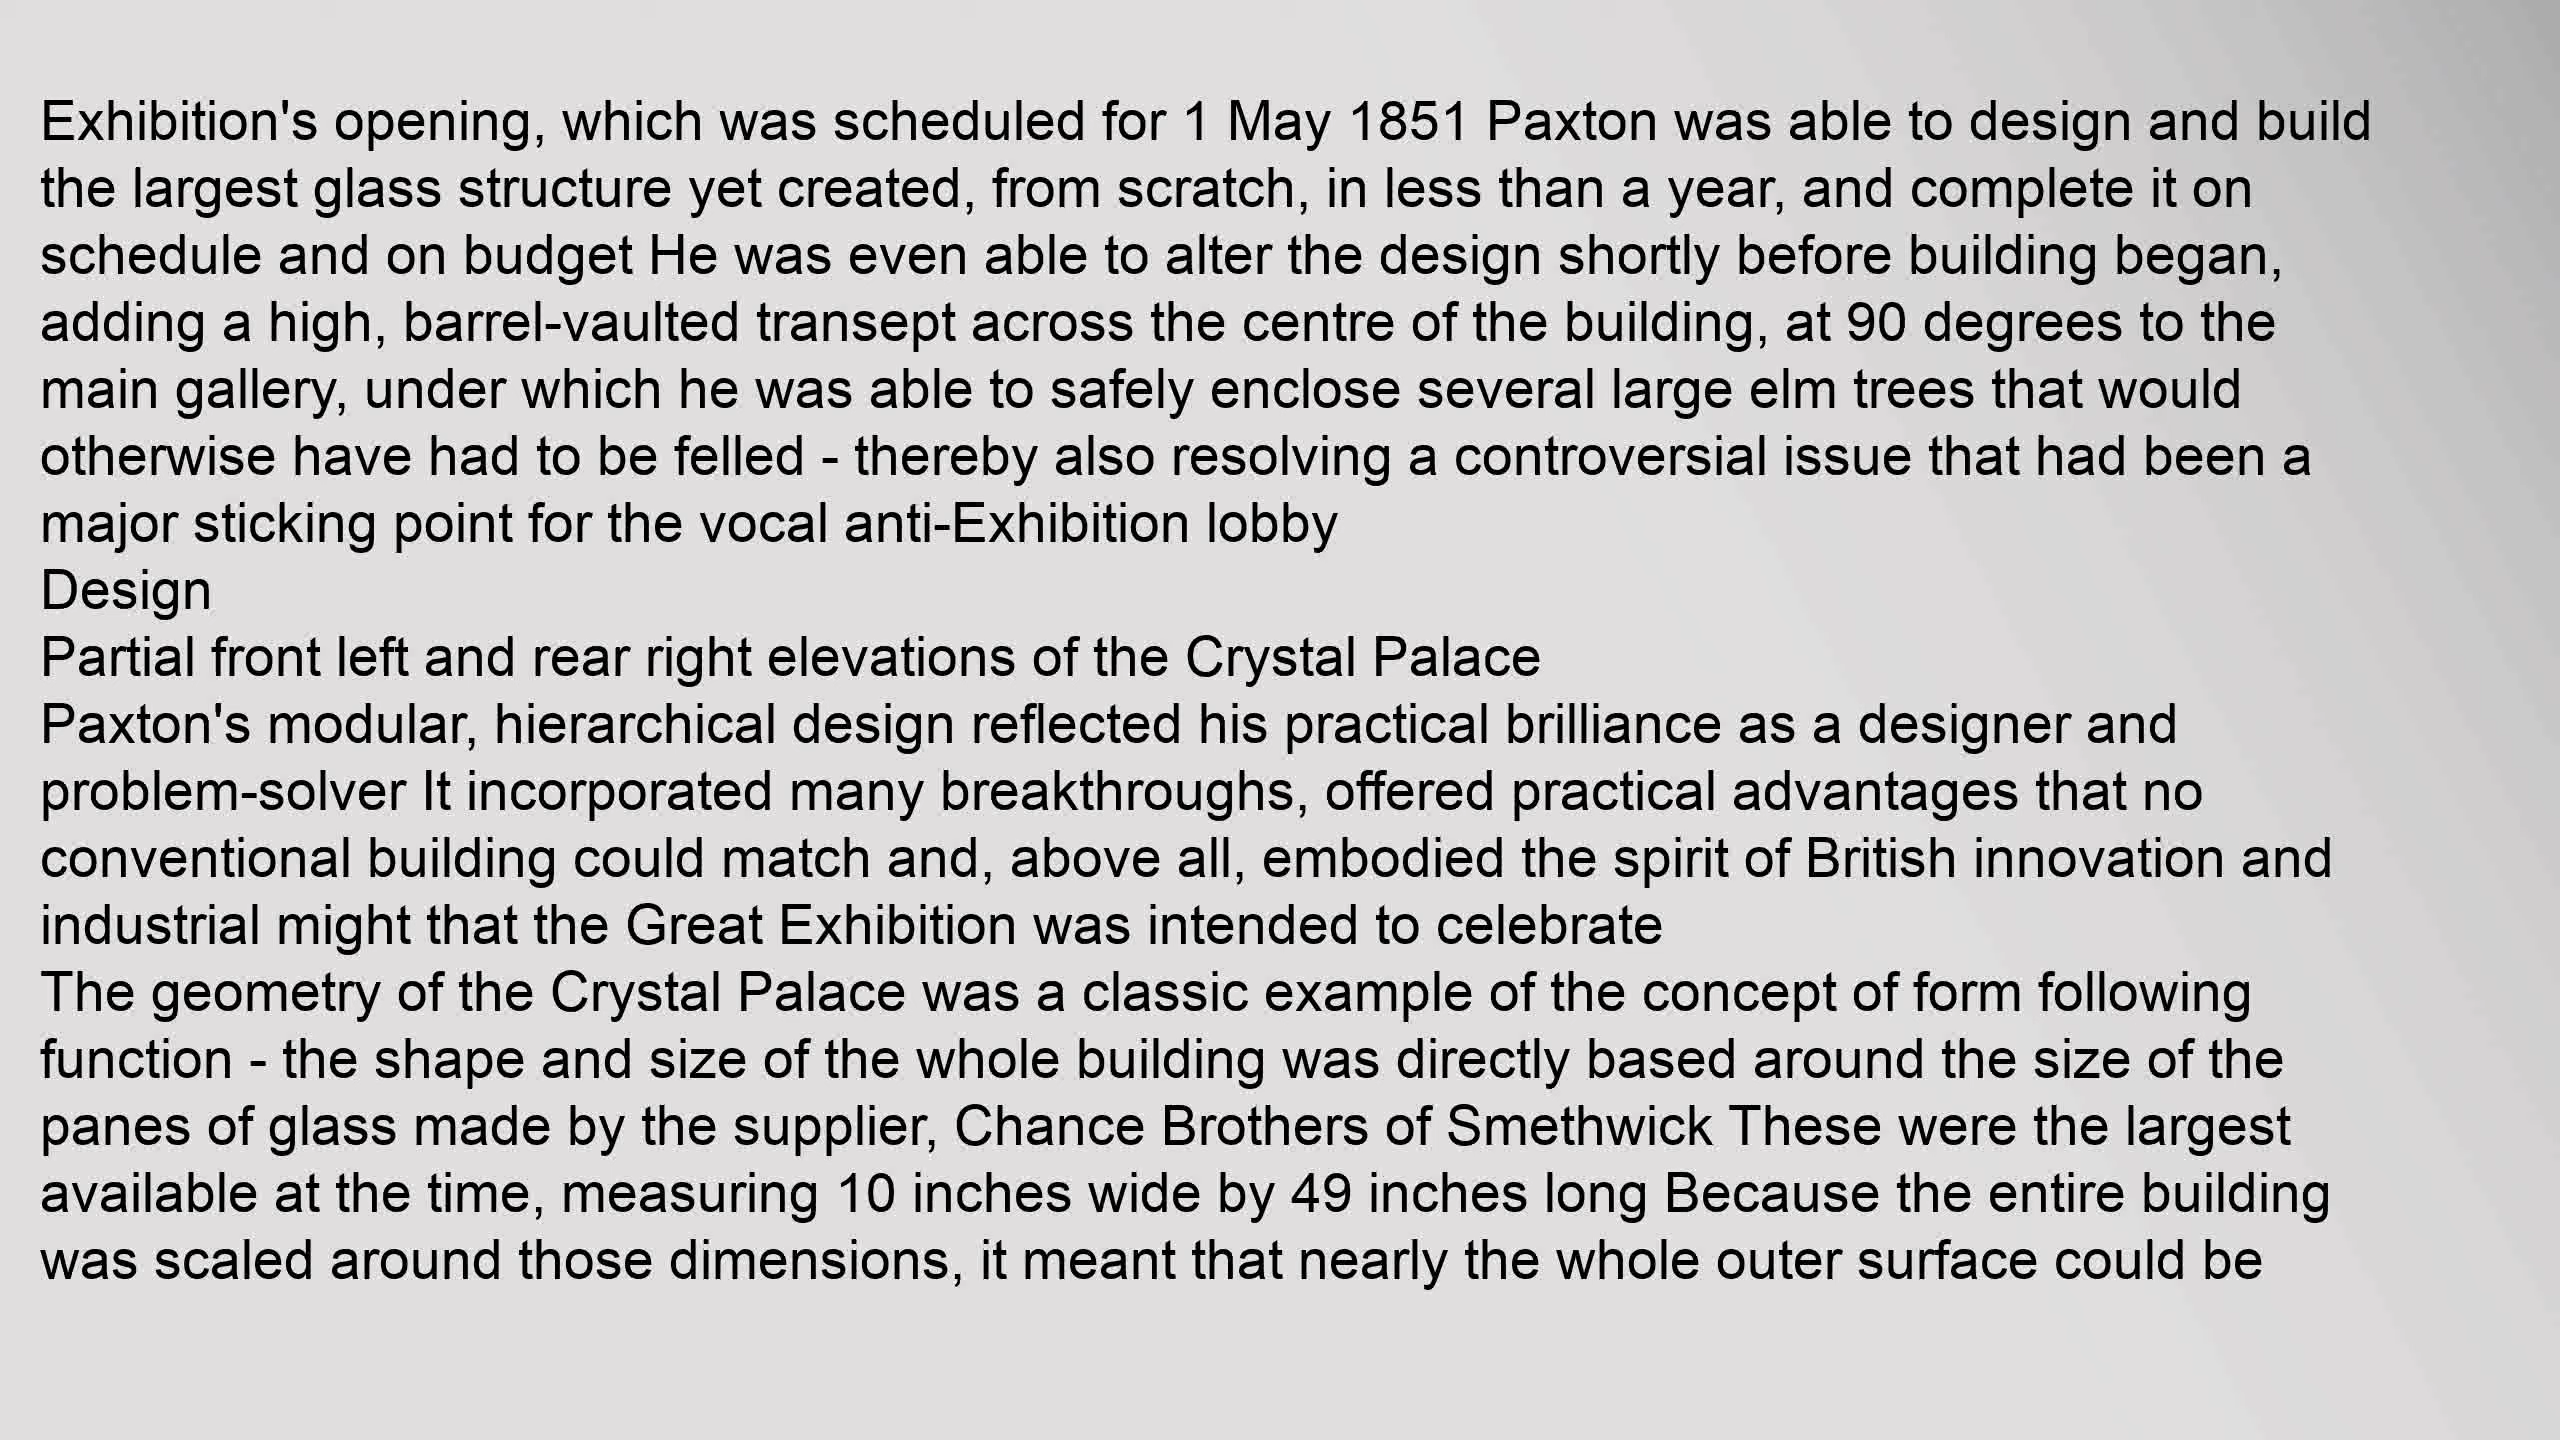 Exhibition's opening, which was scheduled for 1 May 1851 Paxton was able to design and build
the largest glass structure yet created, from scratch, in less than a year, and complete it on
schedule and on budget He was even able to alter the design shortly before building began,
adding a high, barrel-vaulted transept across the centre of the building, at 90 degrees to the
main gallery, under which he was able to safely enclose several large elm trees that would
otherwise have had to be felled - thereby also resolving a controversial issue that had been a
major sticking point for the vocal anti-Exhibition lobby
Design
Partial front left and rear right elevations of the Crystal Palace
Paxton's modular, hierarchical design reflected his practical brilliance as a designer and
problem-solver It incorporated many breakthroughs, offered practical advantages that no
conventional building could match and, above all, embodied the spirit of British innovation and
industrial might that the Great Exhibition was intended to celebrate
The geometry of the Crystal Palace was a classic example of the concept of form following
function - the shape and size of the whole building was directly based around the size of the
panes of glass made by the supplier, Chance Brothers of Smethwick These were the largest
available at the time, measuring 10 inches wide by 49 inches long Because the entire building
was scaled around those dimensions, it meant that nearly the whole outer surface could be